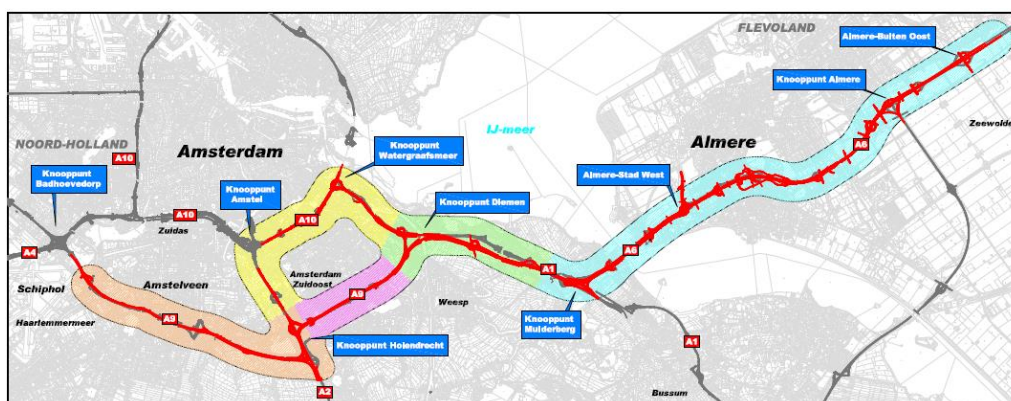 FLEVOLAND
Almere-Buiten Oost
Knooppunt Almere
Zeewolde
A6
NOORD-HOLLAND
A10
Amsterdam
Knooppunt
Watergraafsmeer
IJ-meer
Almere
Knooppunt
Badhoevedorp
Knooppunt
Amstel
Almere-Stad West
Knooppunt Diemen
A10
A10
Zuidas
A4
A6
A1
Schiphol
Amstelveen
Amsterdam
Zuidoost
A9
Weesp
Haarlemmermeer
A9
Knooppunt
Muiderberg
Knooppunt Holendrecht
A1
A2
Bussum